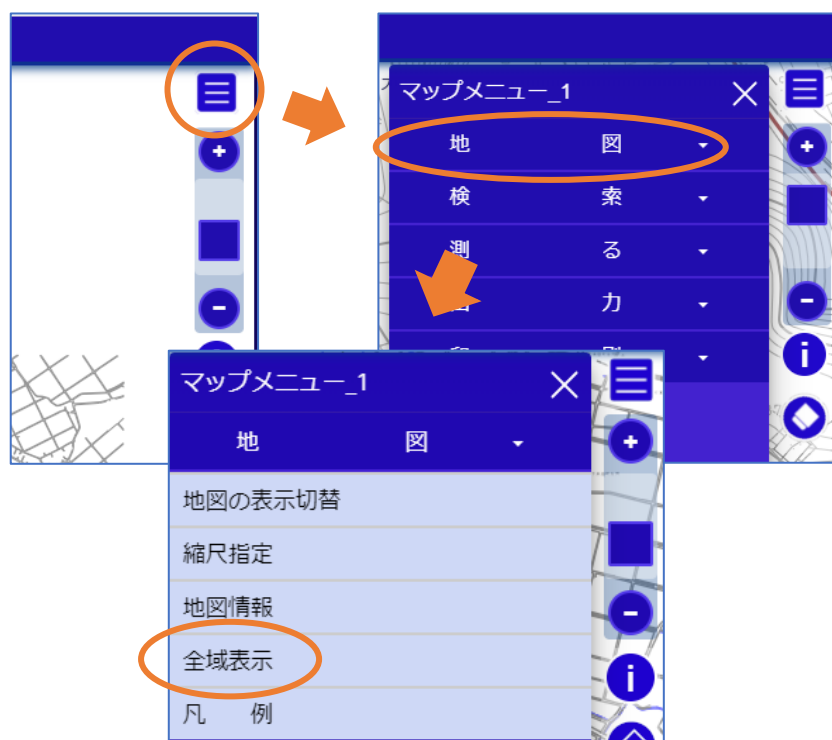 マップメニュー_1
地　　図
検　　索
測　　る
力
i
マップメニュー_1
地　　図
地図の表示切替
縮尺指定
地図情報
全域表示
凡　例
i